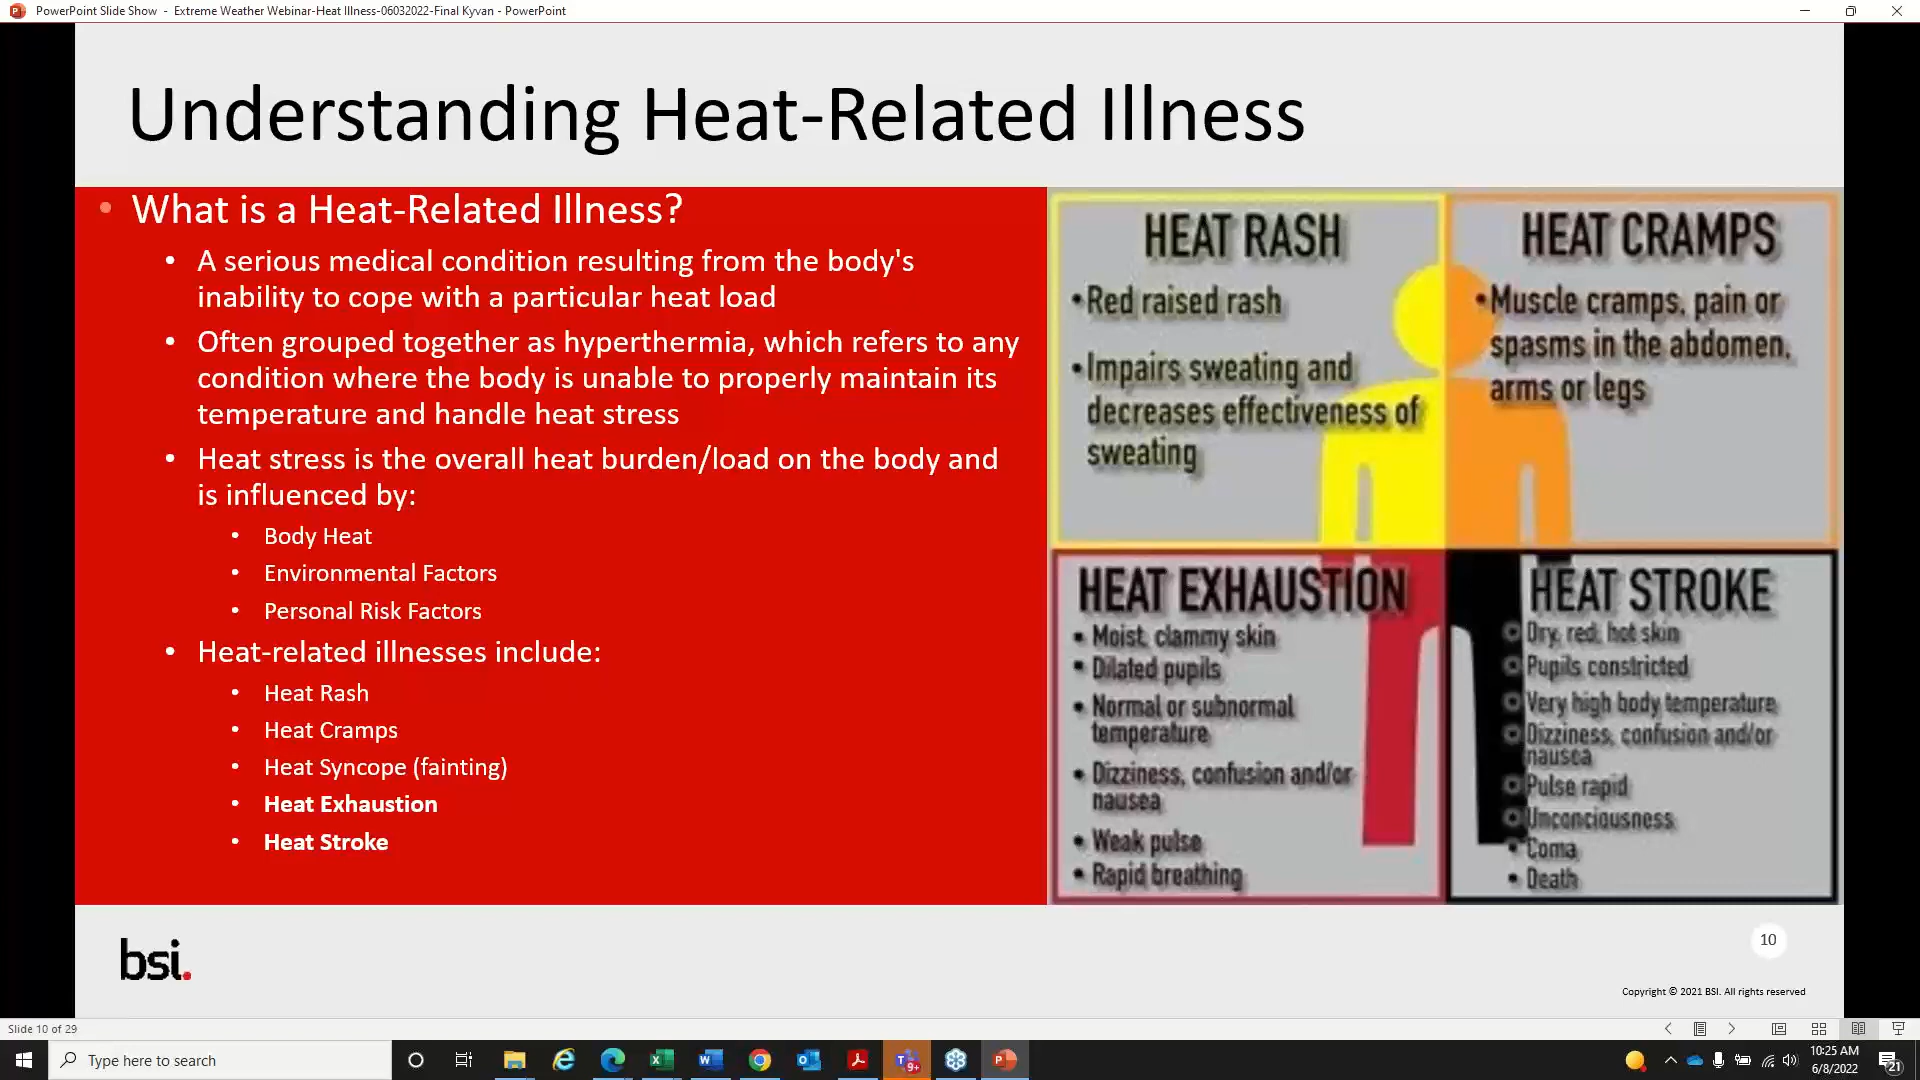 PowerPoint Slide Show - Extreme Weather Webinar-Heat Illness-06032022-Final Kyvan - PowerPoint
Understanding Heat-Related Illness
• What is a Heat-Related Illness?
• A serious medical condition resulting from the body's
inability to cope with a particular heat load
• Often grouped together as hyperthermia, which refers to any
condition where the body is unable to properly maintain its
temperature and handle heat stress
• Heat stress is the overall heat burden/load on the body and
is influenced by:
• Body Heat
• Environmental Factors
• Personal Risk Factors
• Heat-related illnesses include:
• Heat Rash
• Heat Cramps
• Heat Syncope (fainting)
• Heat Exhaustion
• Heat Stroke
HEAT RASH
• Red raised rash
• Impairs sweating and
decreases effectiveness of
sweating
HEAT CRAMPS
• Muscle cramps, pain or
spasms in the abdomen,
arms or legs
HEAT EXHAUSTION
• Moist, clammy skin
• Dilated pupils
• Normal or subnormal
temperature
• Dizziness, confusion and/or
nausea
• Weak pulse
• Rapid breathing
HEAT STROKE
Dry, red, hot skin
Pupils constricted
Very high body temperature
Dizziness, confusion and/or
nausea
Pulse rapid
Unconciousness
• Coma
• Death
bsi.
10
Copyright © 2021 BSI. All rights reserved
Slide 10 of 29
Type here to search
9+
10:25 AM
6/8/2022
21